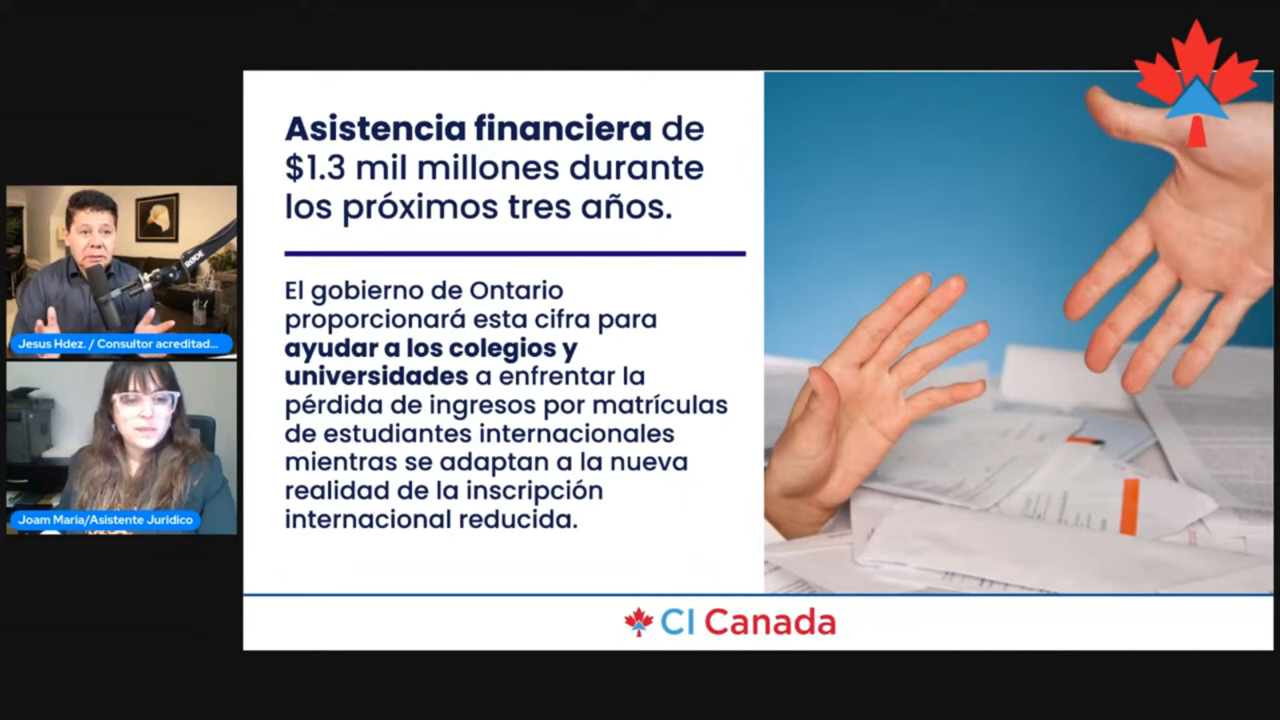 Asistencia financiera de
$1.3 mil millones durante
los próximos tres años.
El gobierno de Ontario
proporcionará esta cifra para
ayudar a los colegios y
universidades a enfrentar la
pérdida de ingresos por matrículas
de estudiantes internacionales
mientras se adaptan a la nueva
realidad de la inscripción
internacional reducida.
CI Canada
RØDE
Jesus Hdez. / Consultor acreditad...
Joam Maria/Asistente Juridico